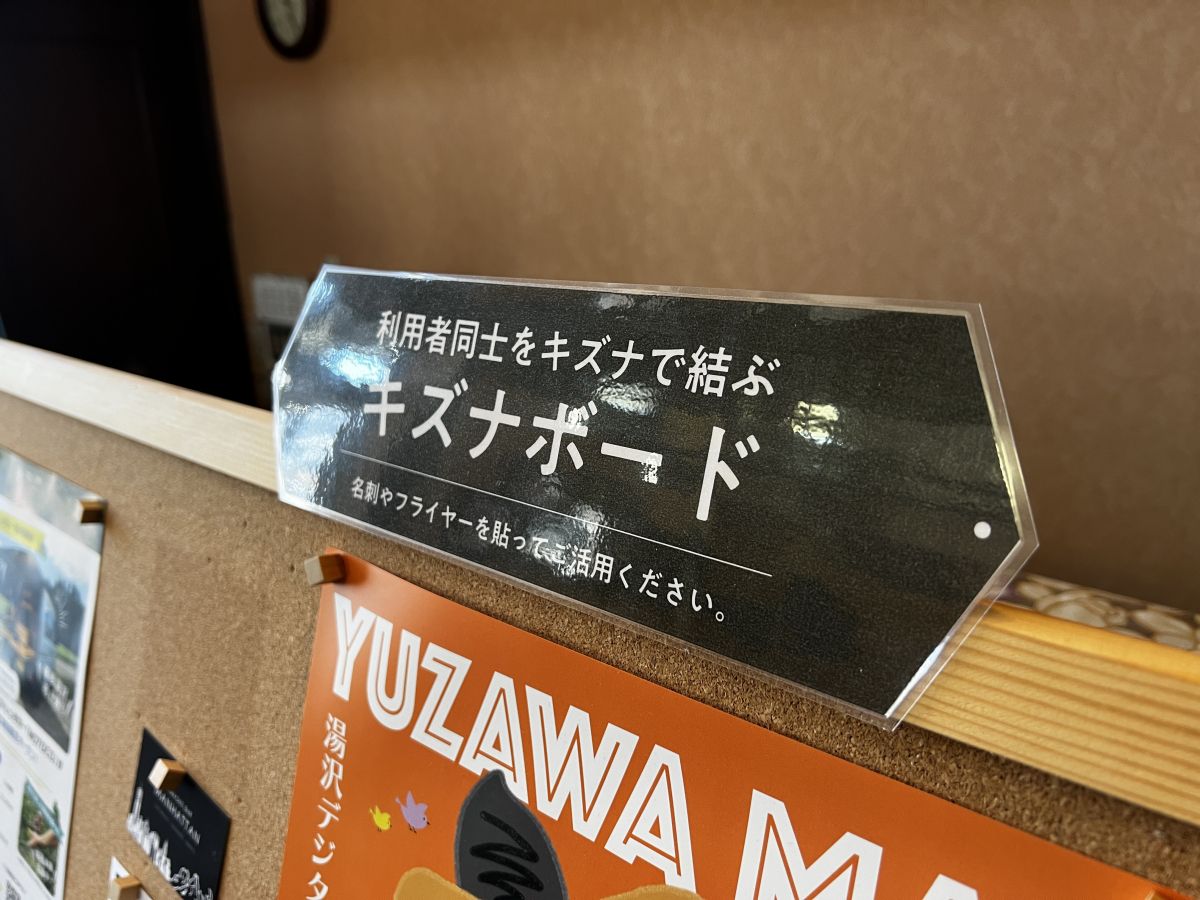 利用者同士をキズナで結ぶ
キズナボード
名刺やフライヤーを貼ってご活用ください。
YUZAWA
湯沢デジタ
MANHATTAN